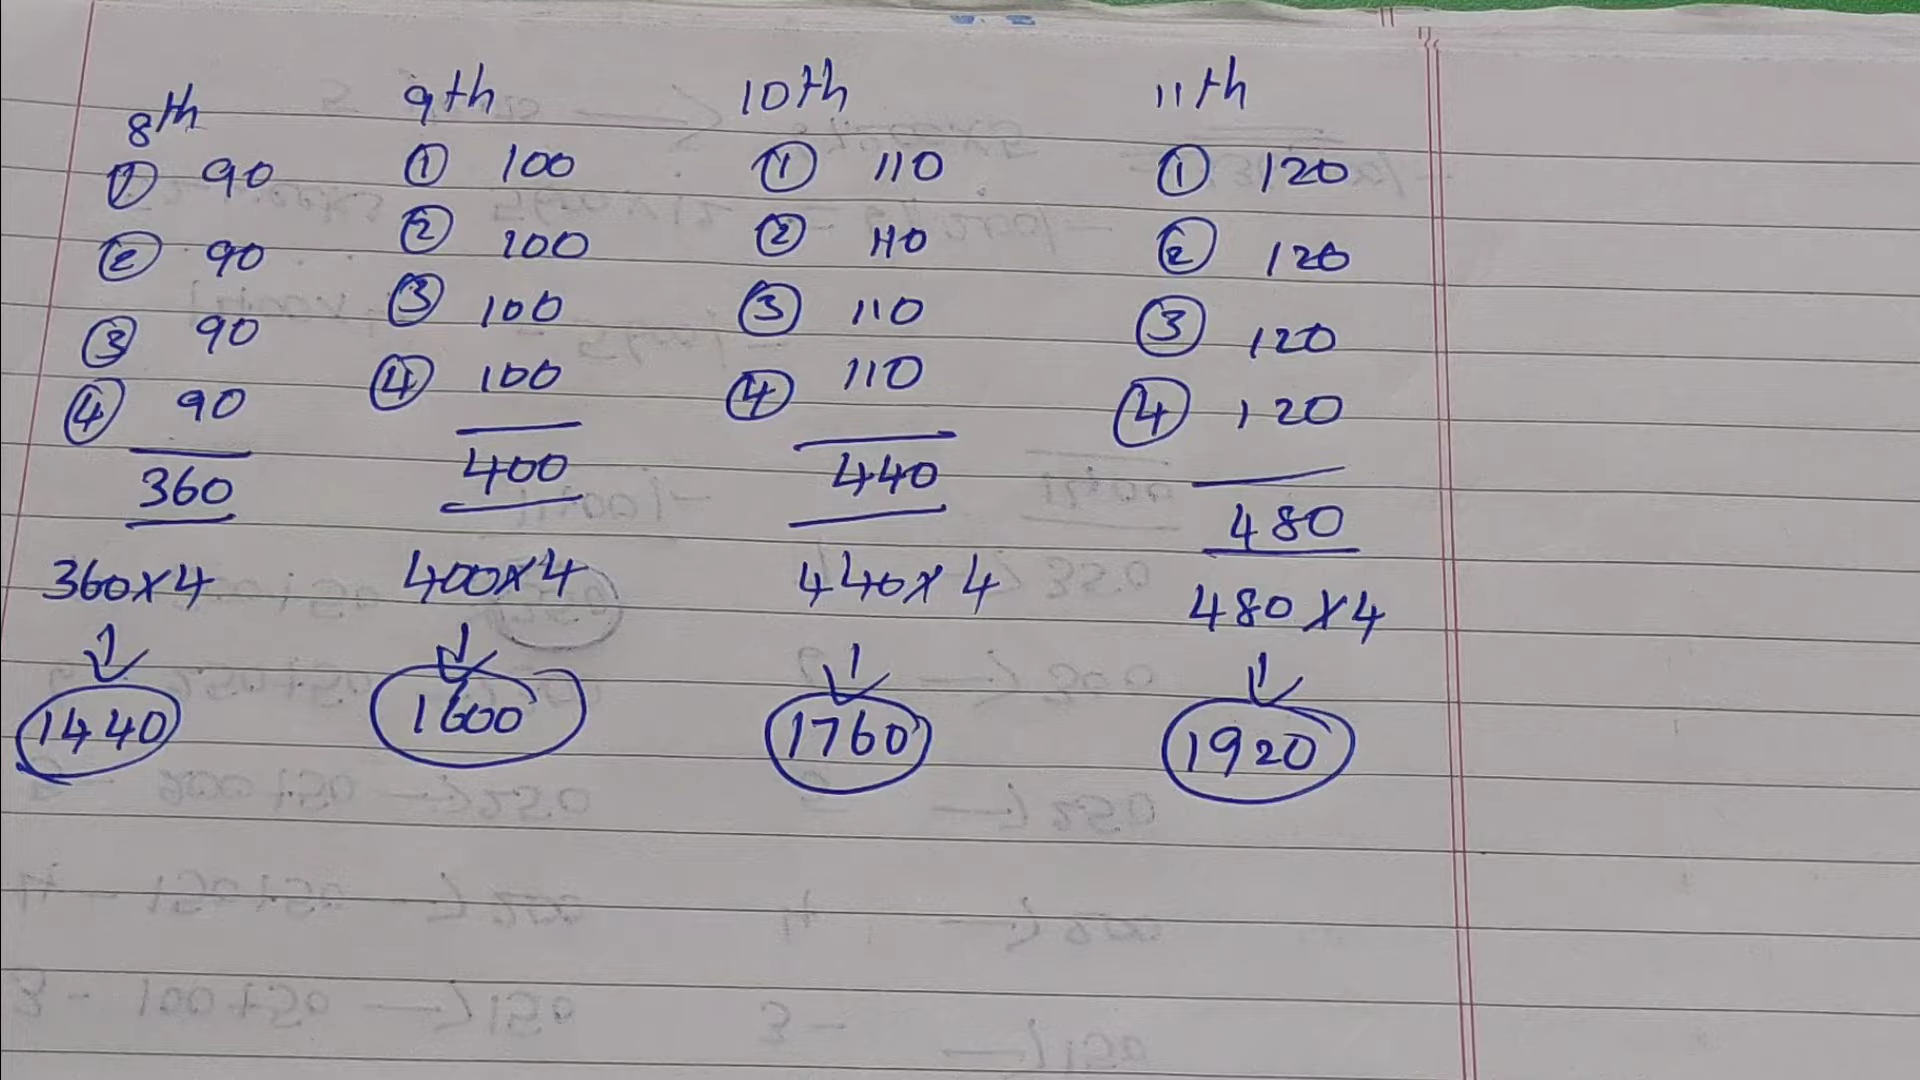 8th 9th 10th 11th
① 90 ① 100 ① 110 ① 120
② 90 ② 100 ② 110 ② 120
③ 90 ③ 100 ③ 110 ③ 120
④ 90 ④ 100 ④ 110 ④ 120
360 400 440 480
360x4 400x4 440x4 480x4
1440 1600 1760 1920